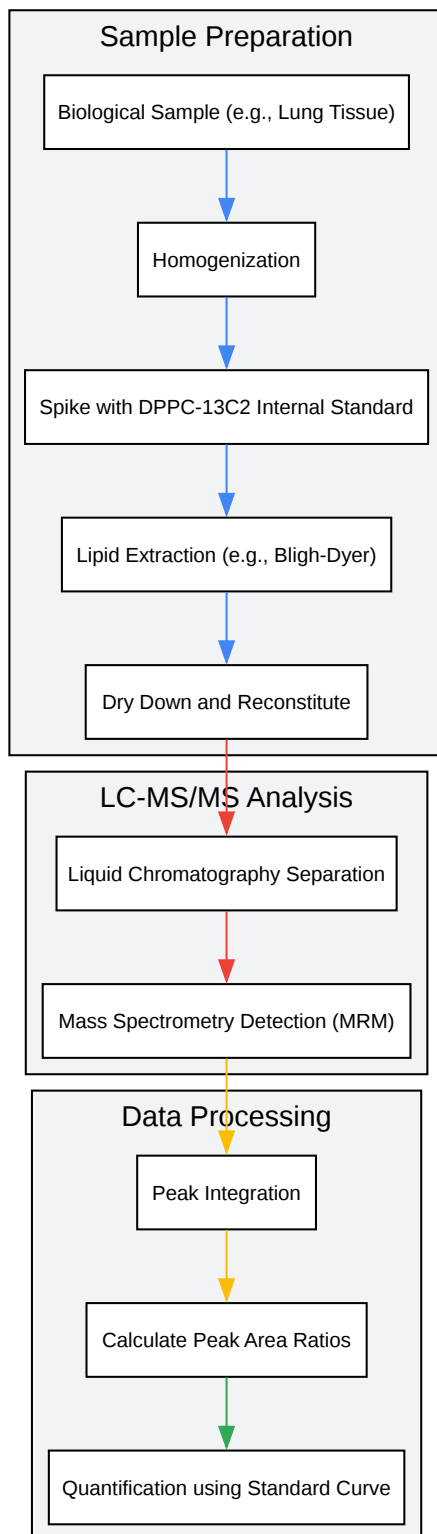 Sample Preparation
Biological Sample (e.g., Lung Tissue)
Homogenization
Spike with DPPC-13C2 Internal Standard
Lipid Extraction (e.g., Bligh-Dyer)
Dry Down and Reconstitute
LC-MS/MS Analysis
Liquid Chromatography Separation
Mass Spectrometry Detection (MRM)
Data Processing
Peak Integration
Calculate Peak Area Ratios
Quantification using Standard Curve